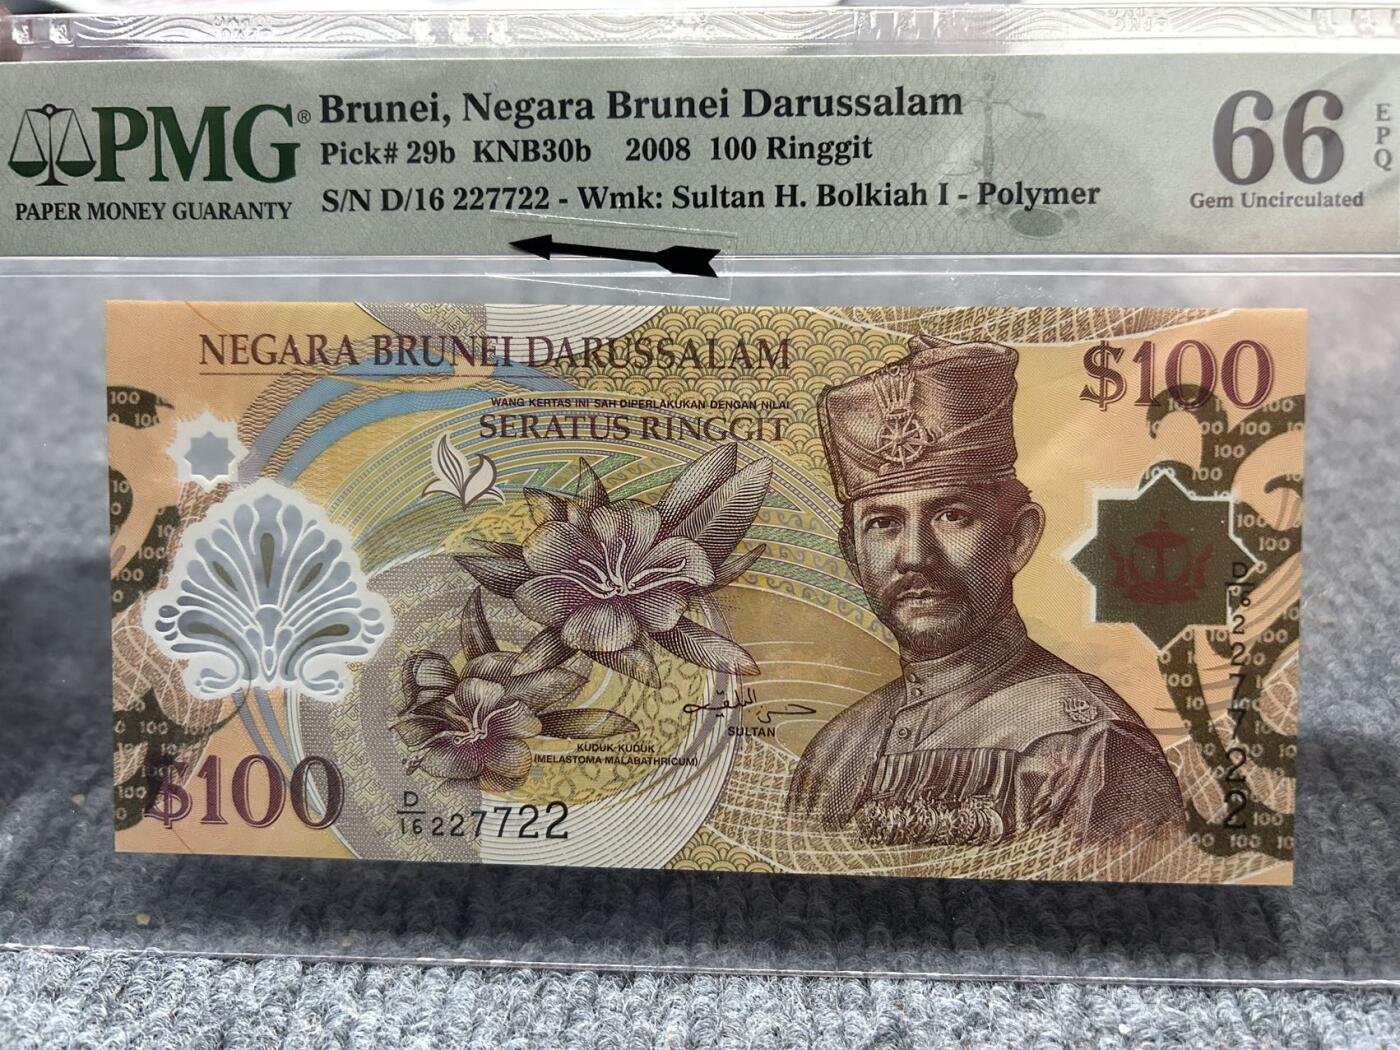 PMG®
PAPER MONEY GUARANTY
Brunei, Negara Brunei Darussalam
Pick# 29b KNB30b 2008 100 Ringgit
S/N D/16 227722 - Wmk: Sultan H. Bolkiah I - Polymer
66
EPQ
Gem Uncirculated
NEGARA BRUNEI DARUSSALAM
$100
WANG KERTAS INI SAH DIPERLAKUKAN DENGAN NILAI
SERATUS RINGGIT
SULTAN
KUDUK-KUDUK
(MELASTOMA MALABATHRICUM)
$100
D/16 227722
D/16 227722